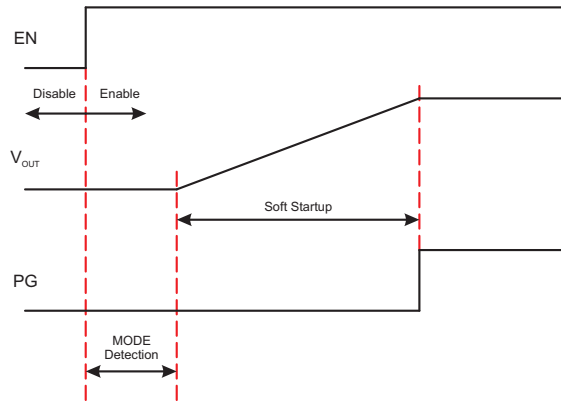 EN
Disable
Enable
VOUT
Soft Startup
PG
MODE
Detection